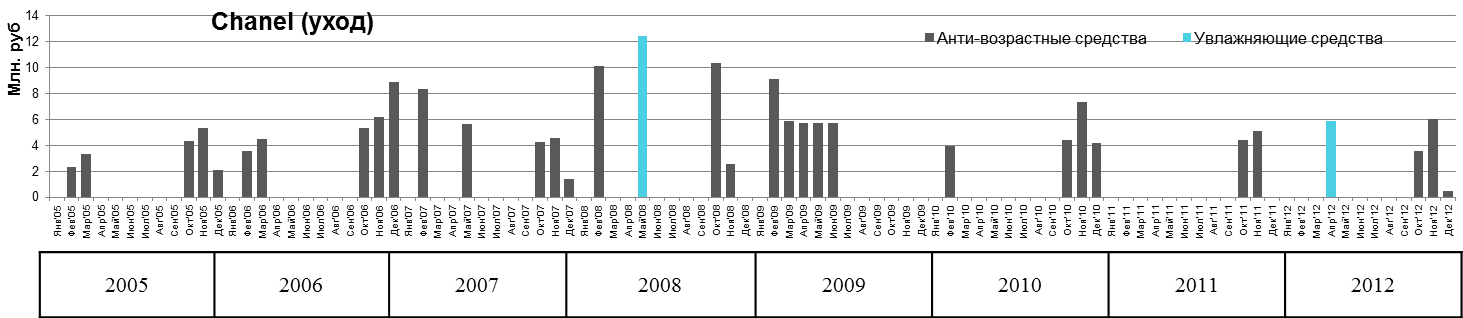 Chanel (уход)
Млн. руб
14
12
10
8
6
4
2
0
Анти-возрастные средства
Увлажняющие средства
Янв'05
Фев'05
Мар'05
Апр'05
Май'05
Июн'05
Июл'05
Авг'05
Сен'05
Окт'05
Ноя'05
Дек'05
Янв'06
Фев'06
Мар'06
Апр'06
Май'06
Июн'06
Июл'06
Авг'06
Сен'06
Окт'06
Ноя'06
Дек'06
Янв'07
Фев'07
Мар'07
Апр'07
Май'07
Июн'07
Июл'07
Авг'07
Сен'07
Окт'07
Ноя'07
Дек'07
Янв'08
Фев'08
Мар'08
Апр'08
Май'08
Июн'08
Июл'08
Авг'08
Сен'08
Окт'08
Ноя'08
Дек'08
Янв'09
Фев'09
Мар'09
Апр'09
Май'09
Июн'09
Июл'09
Авг'09
Сен'09
Окт'09
Ноя'09
Дек'09
Янв'10
Фев'10
Мар'10
Апр'10
Май'10
Июн'10
Июл'10
Авг'10
Сен'10
Окт'10
Ноя'10
Дек'10
Янв'11
Фев'11
Мар'11
Апр'11
Май'11
Июн'11
Июл'11
Авг'11
Сен'11
Окт'11
Ноя'11
Дек'11
Янв'12
Фев'12
Мар'12
Апр'12
Май'12
Июн'12
Июл'12
Авг'12
Сен'12
Окт'12
Ноя'12
Дек'12
2005
2006
2007
2008
2009
2010
2011
2012